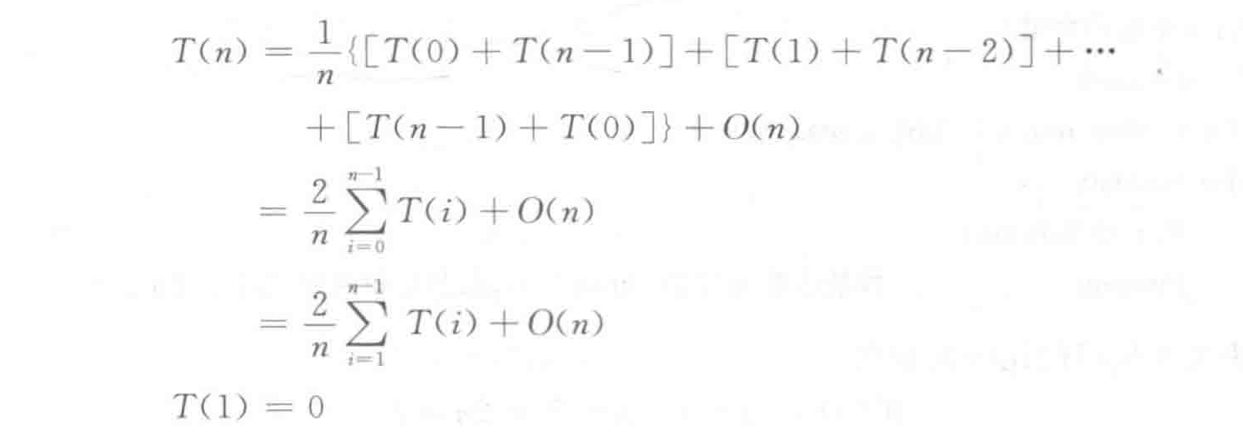 T(n) = 1/n {[T(0) + T(n − 1)] + [T(1) + T(n − 2)] + ⋯
+ [T(n − 1) + T(0)]} + O(n)
= 2/n ∑_{i=0}^{n−1} T(i) + O(n)
= 2/n ∑_{i=1}^{n−1} T(i) + O(n)
T(1) = 0